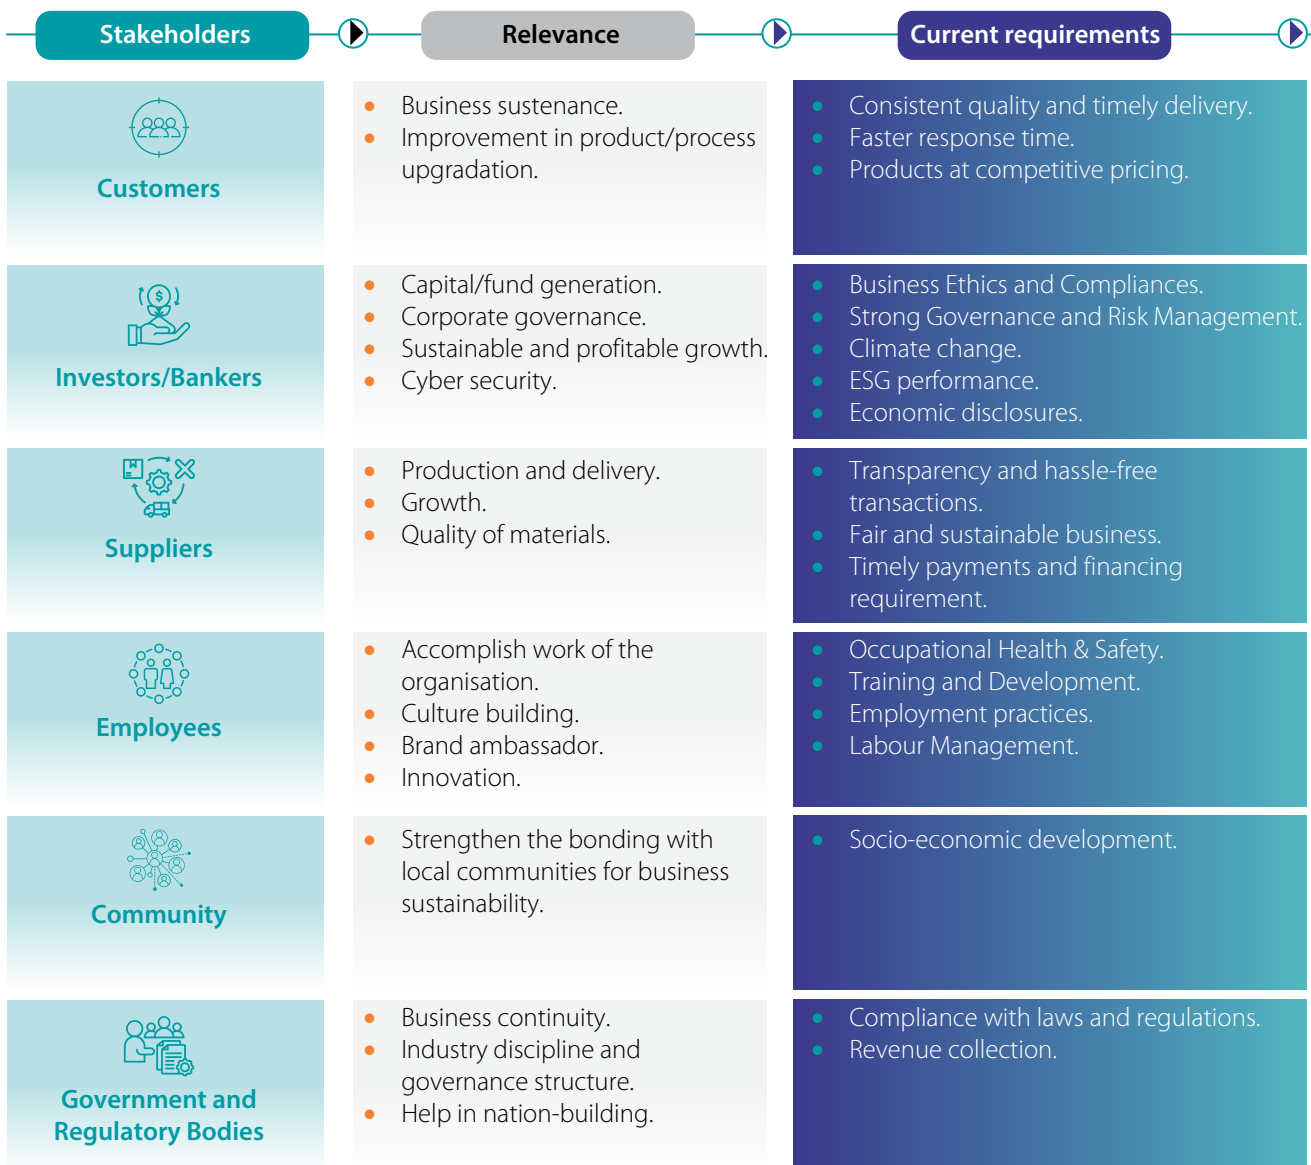 Stakeholders
Relevance
Current requirements
Customers
• Business sustenance.
• Improvement in product/process
upgradation.
• Consistent quality and timely delivery.
• Faster response time.
• Products at competitive pricing.
Investors/Bankers
• Capital/fund generation.
• Corporate governance.
• Sustainable and profitable growth.
• Cyber security.
• Business Ethics and Compliances.
• Strong Governance and Risk Management.
• Climate change.
• ESG performance.
• Economic disclosures.
Suppliers
• Production and delivery.
• Growth.
• Quality of materials.
• Transparency and hassle-free
transactions.
• Fair and sustainable business.
• Timely payments and financing
requirement.
Employees
• Accomplish work of the
organisation.
• Culture building.
• Brand ambassador.
• Innovation.
• Occupational Health & Safety.
• Training and Development.
• Employment practices.
• Labour Management.
Community
• Strengthen the bonding with
local communities for business
sustainability.
• Socio-economic development.
Government and
Regulatory Bodies
• Business continuity.
• Industry discipline and
governance structure.
• Help in nation-building.
• Compliance with laws and regulations.
• Revenue collection.